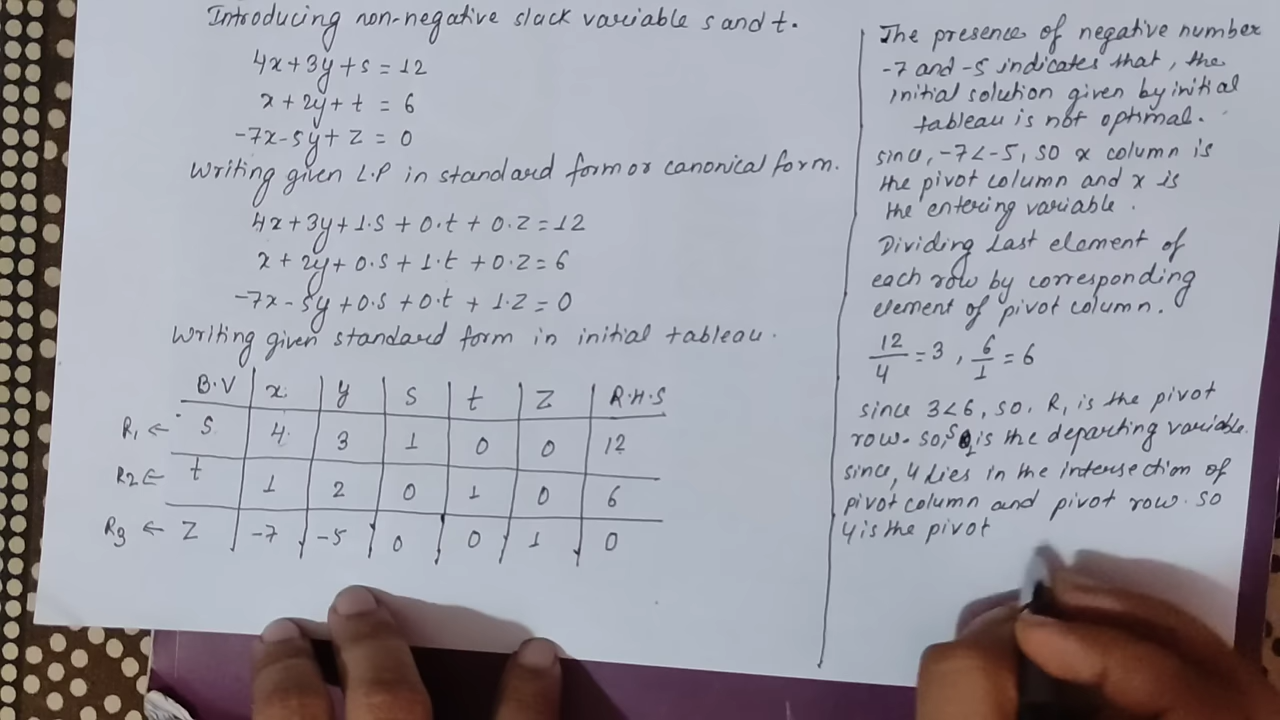 Introducing non-negative slack variable s and t.
4x+3y+s=12
x+2y+t = 6
-7x-5y+z = 0
Writing given L.P in standard form or canonical form.
4x+3y+1.s + 0.t + 0.z=12
x + 2y+ 0.s + 1.t +0.z=6
-7x-5y +0.s +0.t + 1.z=0
Writing given standard form in initial tableau.
B.V x y s t z R.H.S
R1 ← s 4 3 1 0 0 12
R2 ← t 1 2 0 1 0 6
R3 ← z -7 -5 0 0 1 0
The presence of negative number
-7 and -5 indicates that, the
initial solution given by initial
tableau is not optimal.
since, -7<-5, so x column is
the pivot column and x is
the entering variable.
Dividing last element of
each row by corresponding
element of pivot column.
12/4 = 3, 6/1 = 6
since 3<6, so, R1 is the pivot
row. so, s is the departing variable.
since, 4 lies in the intersection of
pivot column and pivot row. so
4 is the pivot